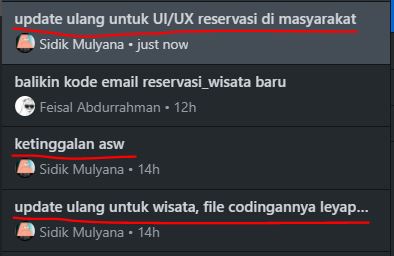 update ulang untuk UI/UX reservasi di masyarakat
Sidik Mulyana • just now
balikin kode email reservasi_wisata baru
Feisal Abdurrahman • 12h
ketinggalan asw
Sidik Mulyana • 14h
update ulang untuk wisata, file codingannya leyap...
Sidik Mulyana • 14h